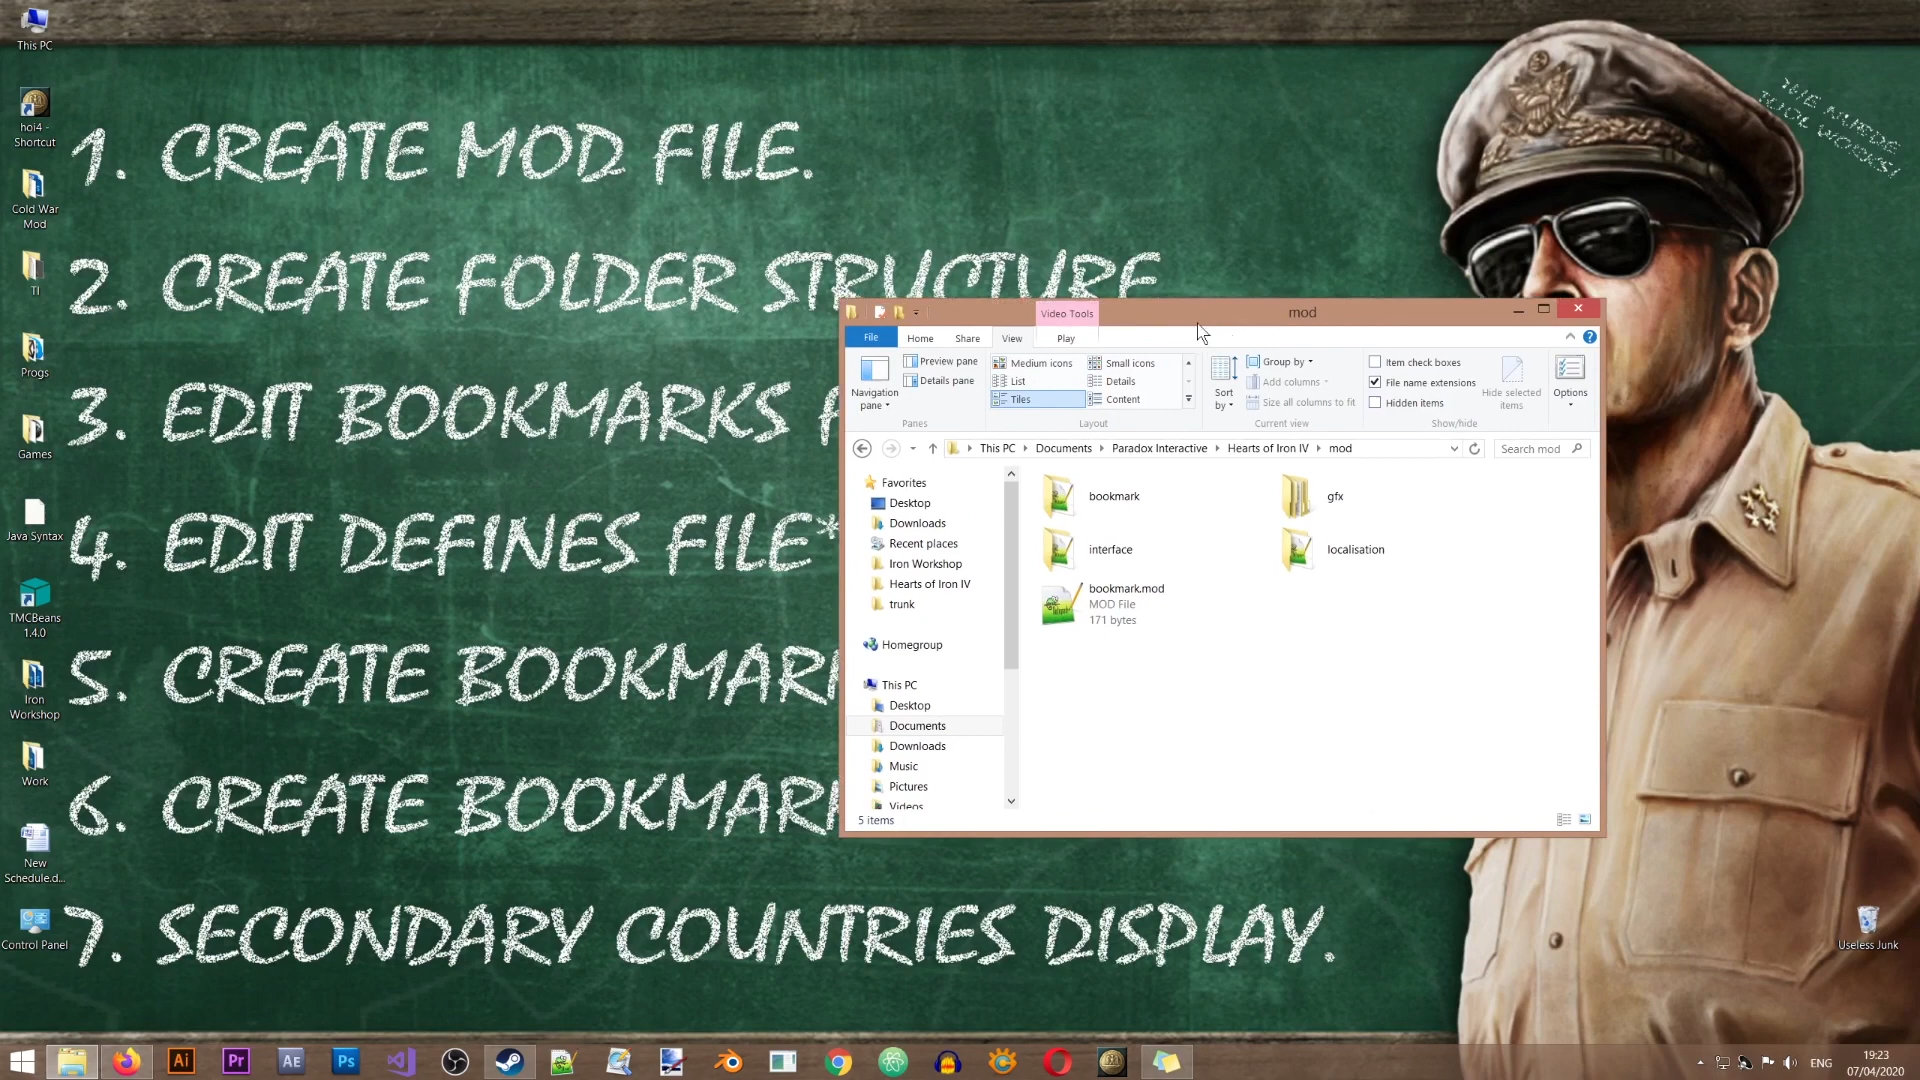 This PC
hoi4 -
Shortcut
Cold War
Mod
TI
Progs
Games
Java Syntax
TMCBeans
1.4.0
Iron
Workshop
Work
New
Schedule.d...
Control Panel
1. CREATE MOD FILE.
2. CREATE FOLDER STRUCTURE
3. EDIT BOOKMARKS
4. EDIT DEFINES FILE*
5. CREATE BOOKMARK
6. CREATE BOOKMARK
7. SECONDARY COUNTRIES DISPLAY.
Video Tools
mod
File
Home
Share
View
Play
Navigation
pane
Preview pane
Details pane
Panes
Medium icons
Small icons
List
Details
Tiles
Content
Layout
Sort
by
Group by
Add columns
Size all columns to fit
Current view
Item check boxes
File name extensions
Hidden items
Hide selected
items
Show/hide
Options
This PC
Documents
Paradox Interactive
Hearts of Iron IV
mod
Search mod
Favorites
Desktop
Downloads
Recent places
Iron Workshop
Hearts of Iron IV
trunk
Homegroup
This PC
Desktop
Documents
Downloads
Music
Pictures
Videos
bookmark
gfx
interface
localisation
bookmark.mod
MOD File
171 bytes
5 items
Useless Junk
Ai
Pr
AE
Ps
ENG
19:23
07/04/2020